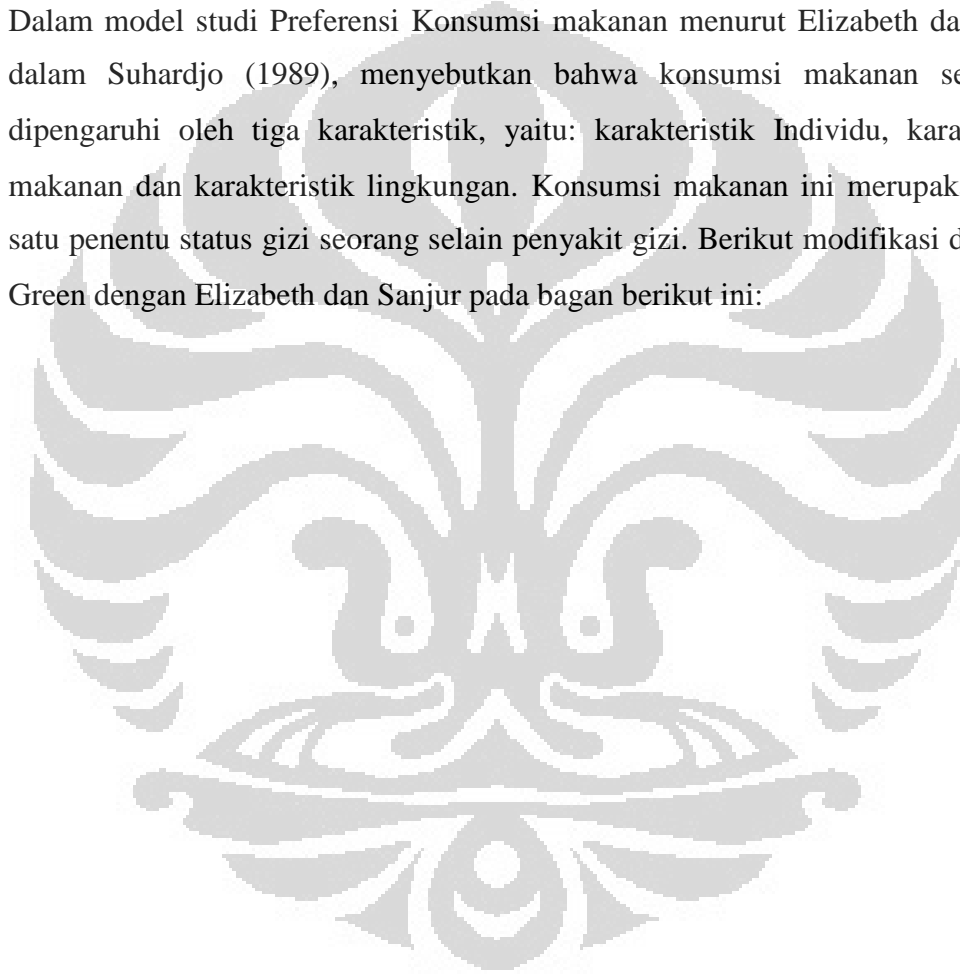 Dalam model studi Preferensi Konsumsi makanan menurut Elizabeth da
dalam Suhardjo (1989), menyebutkan bahwa konsumsi makanan se
dipengaruhi oleh tiga karakteristik, yaitu: karakteristik Individu, kara
makanan dan karakteristik lingkungan. Konsumsi makanan ini merupak
satu penentu status gizi seorang selain penyakit gizi. Berikut modifikasi d
Green dengan Elizabeth dan Sanjur pada bagan berikut ini: